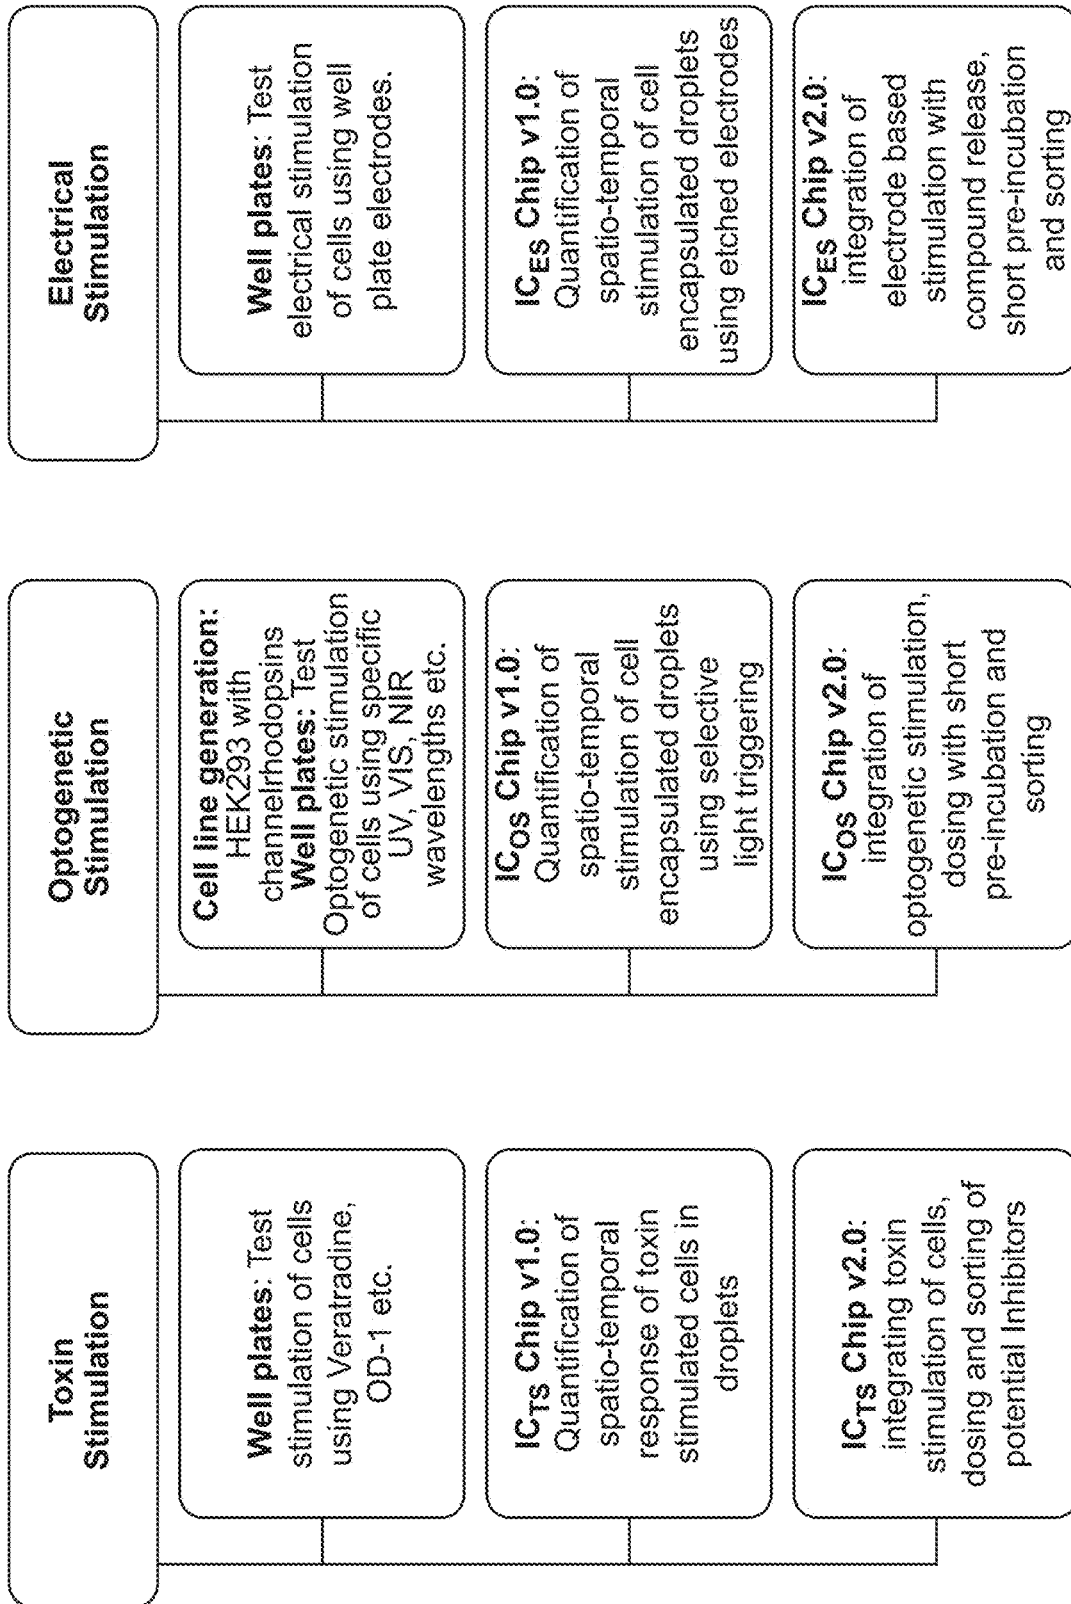 Toxin
Stimulation
Well plates: Test
stimulation of cells
using Veratradine,
OD-1 etc.
ICTS Chip v1.0:
Quantification of
spatio-temporal
response of toxin
stimulated cells in
droplets
ICTS Chip v2.0:
integrating toxin
stimulation of cells,
dosing and sorting of
potential Inhibitors
Optogenetic
Stimulation
Cell line generation:
HEK293 with
channelrhodopsins
Well plates: Test
Optogenetic stimulation
of cells using specific
UV, VIS, NIR
wavelengths etc.
ICOS Chip v1.0:
Quantification of
spatio-temporal
stimulation of cell
encapsulated droplets
using selective
light triggering
ICOS Chip v2.0:
integration of
optogenetic stimulation,
dosing with short
pre-incubation and
sorting
Electrical
Stimulation
Well plates: Test
electrical stimulation
of cells using well
plate electrodes.
ICES Chip v1.0:
Quantification of
spatio-temporal
stimulation of cell
encapsulated droplets
using etched electrodes
ICES Chip v2.0:
integration of
electrode based
stimulation with
compound release,
short pre-incubation
and sorting